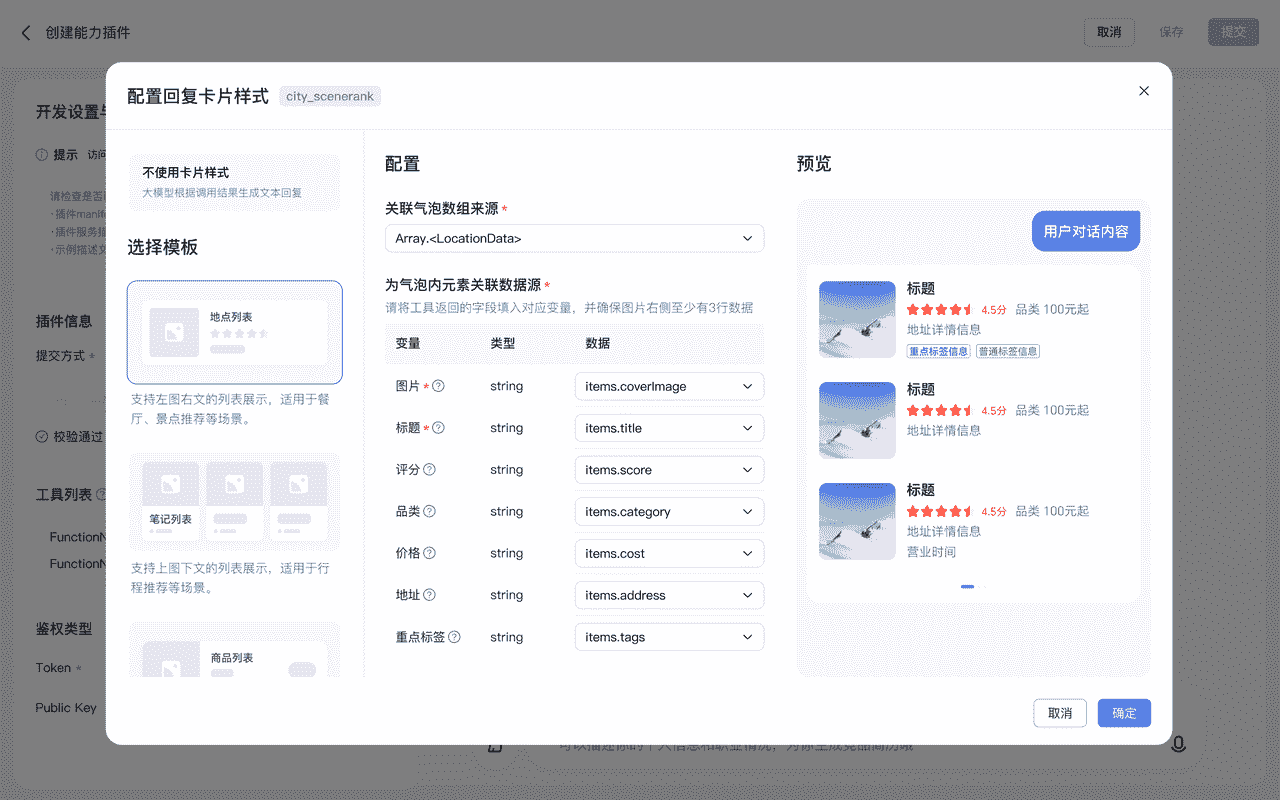 创建能力插件
取消
保存
提交
开发设置与
提示 访问
请检查是否
·插件manife
·插件服务描
·示例描述文
插件信息
提交方式 *
校验通过
工具列表
FunctionN
FunctionN
鉴权类型
Token *
Public Key
配置回复卡片样式
city_scenerank
不使用卡片样式
大模型根据调用结果生成文本回复
选择模板
地点列表
支持左图右文的列表展示，适用于餐
厅、景点推荐等场景。
笔记列表
支持上图下文的列表展示，适用于行
程推荐等场景。
商品列表
配置
关联气泡数组来源 *
Array.<LocationData>
为气泡内元素关联数据源 *
请将工具返回的字段填入对应变量，并确保图片右侧至少有3行数据
变量 类型 数据
图片 * string items.coverImage
标题 * string items.title
评分 string items.score
品类 string items.category
价格 string items.cost
地址 string items.address
重点标签 string items.tags
预览
用户对话内容
标题
4.5分 品类 100元起
地址详情信息
重点标签信息 普通标签信息
标题
4.5分 品类 100元起
地址详情信息
标题
4.5分 品类 100元起
地址详情信息
营业时间
取消
确定